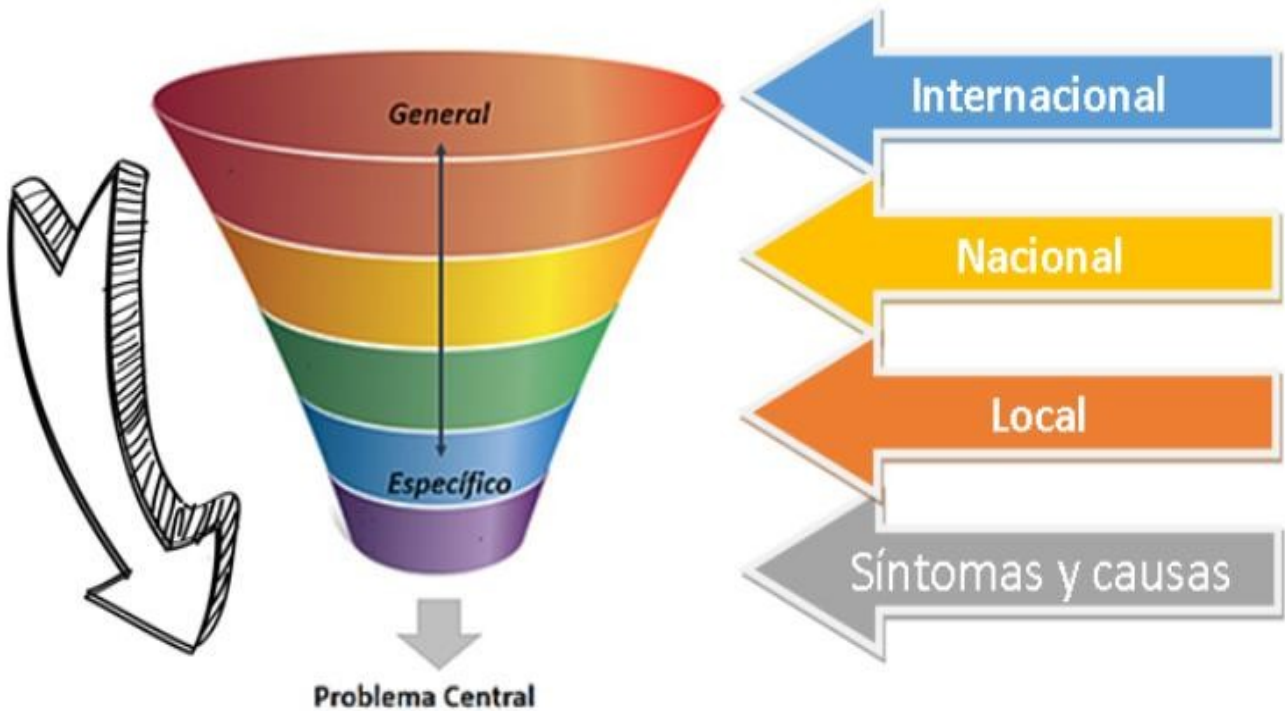 General
Internacional
Nacional
Local
Específico
Síntomas y causas
Problema Central